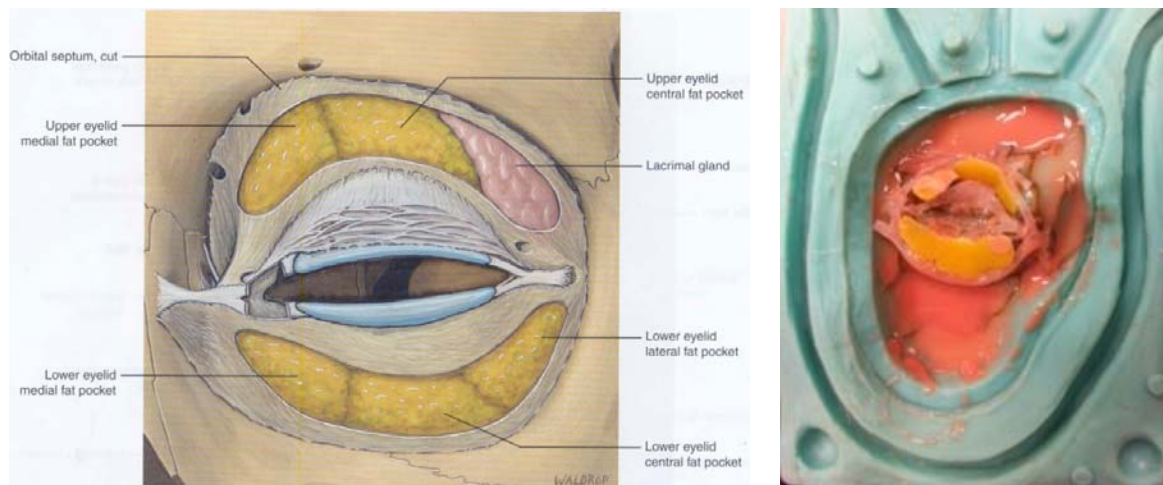 Orbital septum, cut
Upper eyelid
medial fat pocket
Upper eyelid
central fat pocket
Lacrimal gland
Lower eyelid
lateral fat pocket
Lower eyelid
medial fat pocket
Lower eyelid
central fat pocket
WALDROP